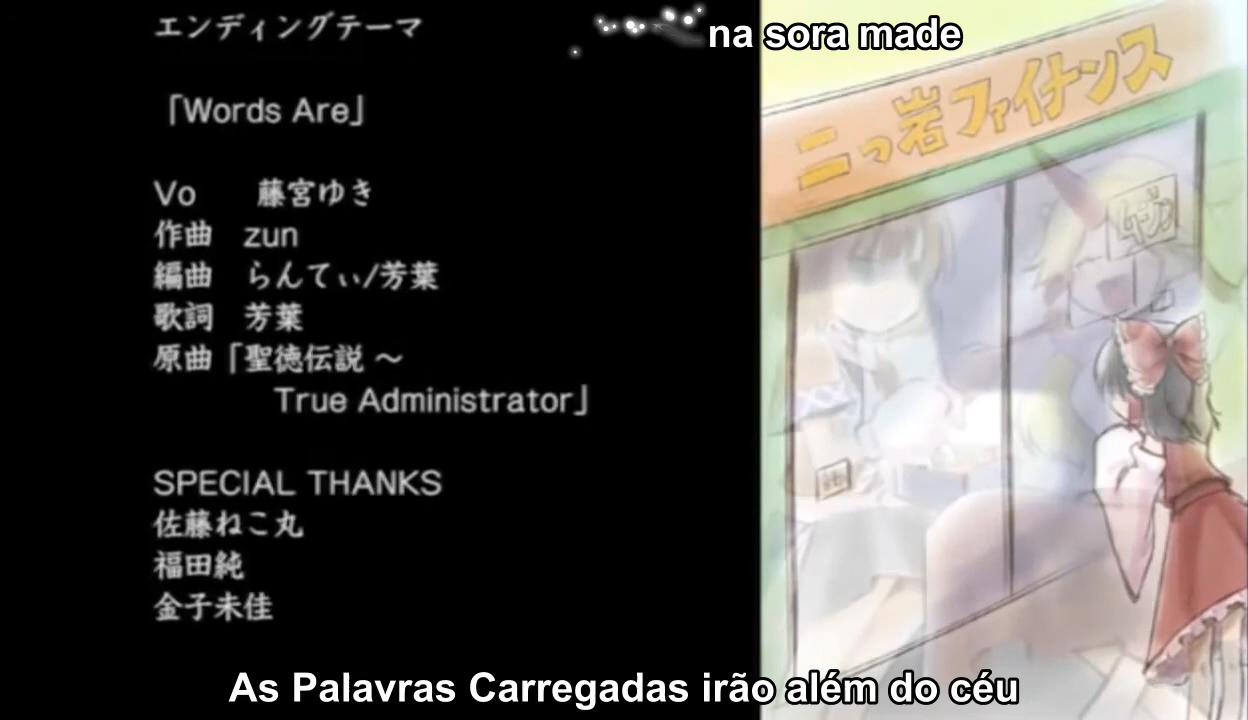 エンディングテーマ
na sora made
「Words Are」
Vo 藤宮ゆき
作曲 zun
編曲 らんてぃ/芳葉
歌詞 芳葉
原曲「聖徳伝説 ～
True Administrator」
SPECIAL THANKS
佐藤ねこ丸
福田純
金子未佳
二っ岩ファイナンス
As Palavras Carregadas irão além do céu